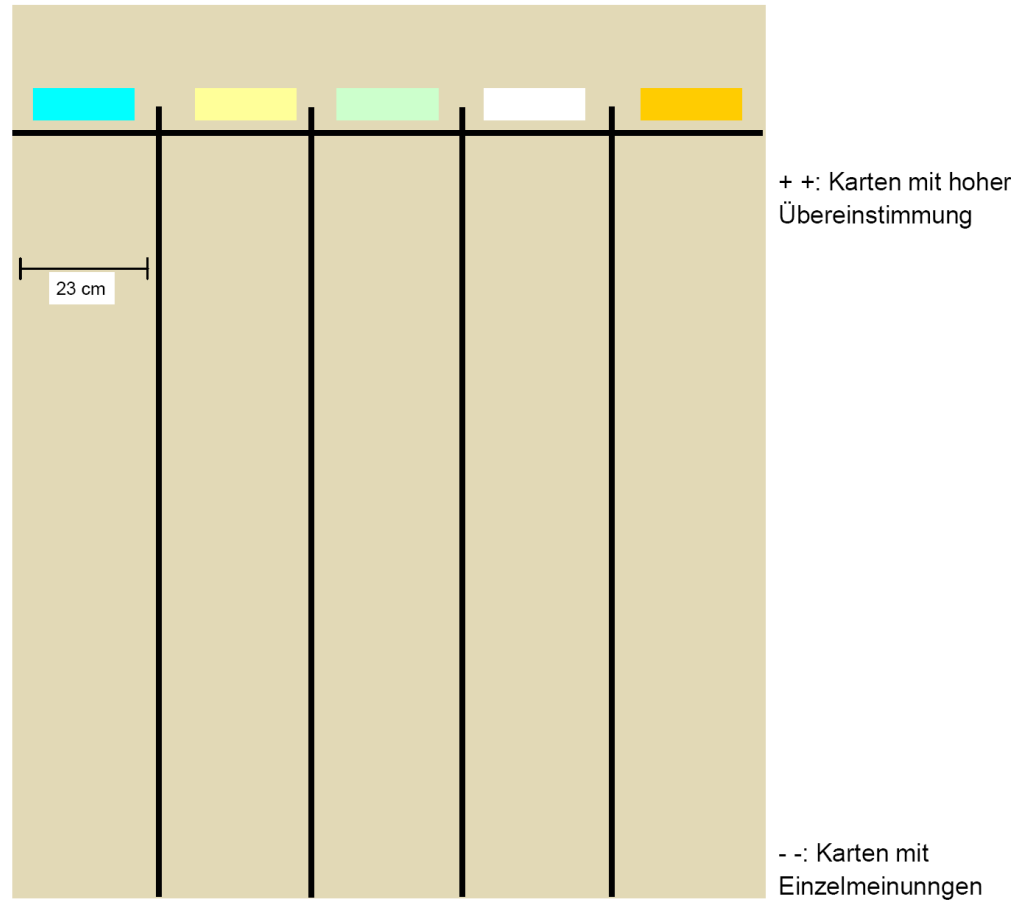 + +: Karten mit hoher
Übereinstimmung
23 cm
- -: Karten mit
Einzelmeinunngen